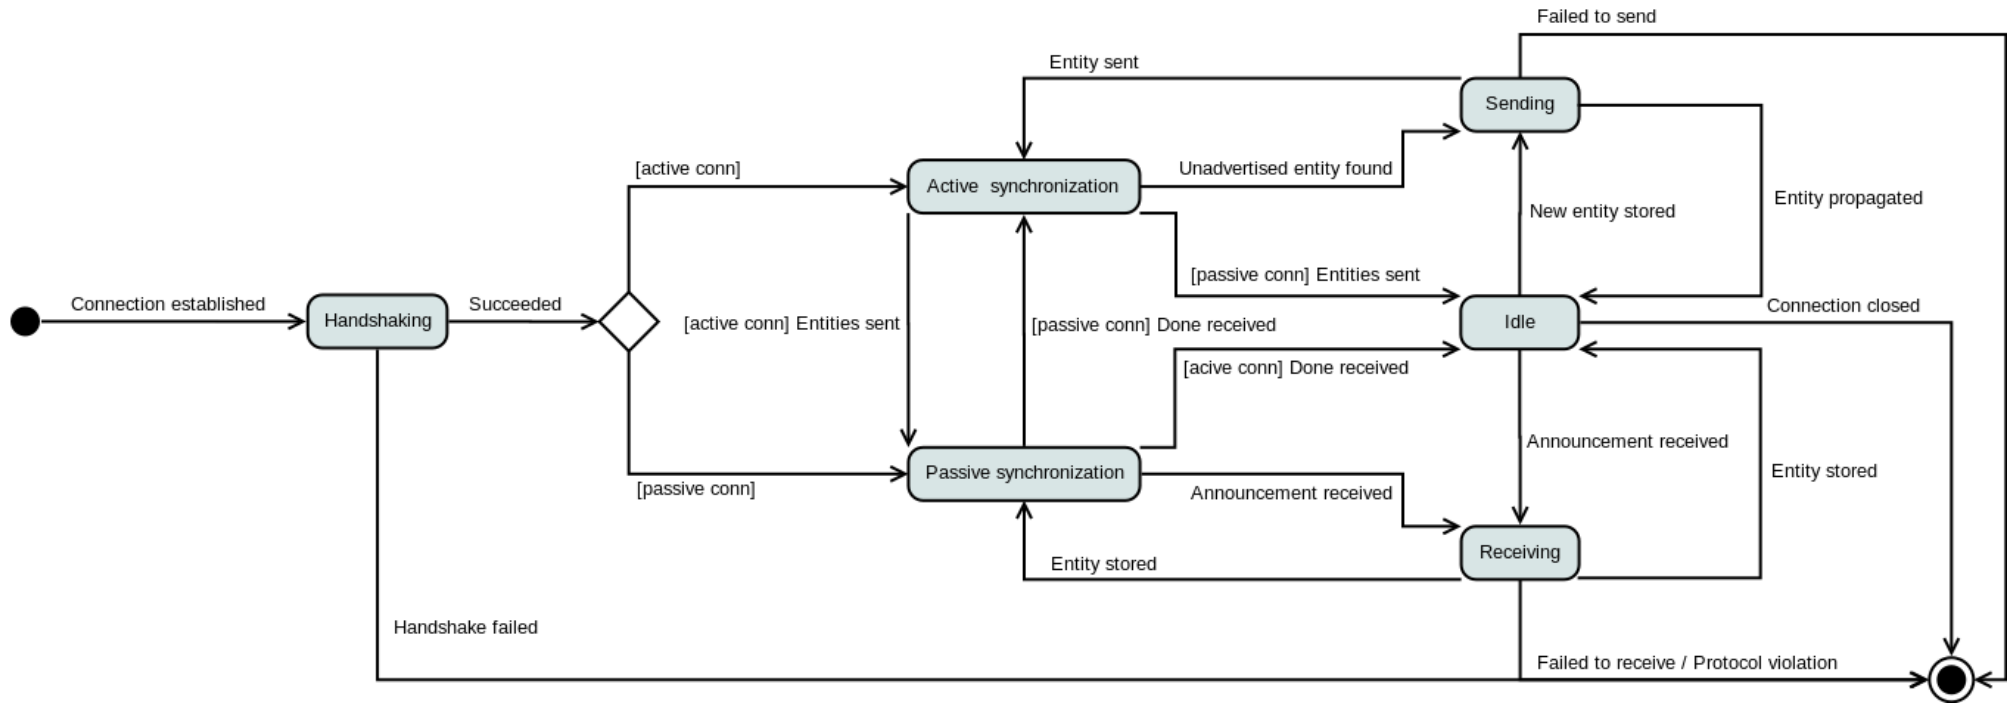 Failed to send
Entity sent
Sending
[active conn]
Unadvertised entity found
Active  synchronization
Entity propagated
New entity stored
[passive conn] Entities sent
Connection established
Handshaking
Succeeded
[active conn] Entities sent
[passive conn] Done received
Idle
Connection closed
[acive conn] Done received
Announcement received
Passive synchronization
Entity stored
[passive conn]
Announcement received
Receiving
Entity stored
Handshake failed
Failed to receive / Protocol violation